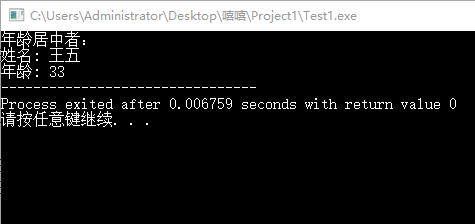 C:\Users\Administrator\Desktop\嘻嘻\Project1\Test1.exe
年龄居中者：
姓名: 王五
年龄: 33
--------------------------------
Process exited after 0.006759 seconds with return value 0
请按任意键继续. . .